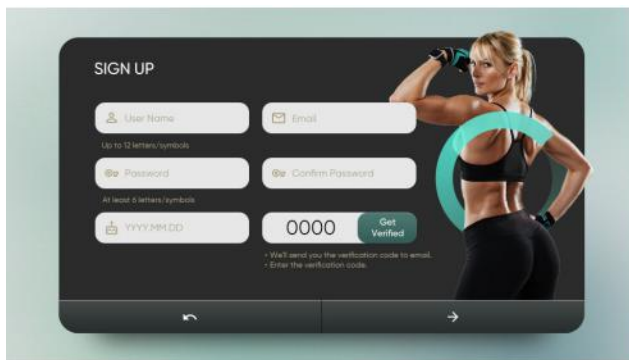 SIGN UP
User Name
Email
Up to 12 letters/symbols
Password
Confirm Password
At least 6 letters/symbols
YYYY.MM.DD
0000
Get
Verified
• We'll send you the verification code to email.
• Enter the verification code.